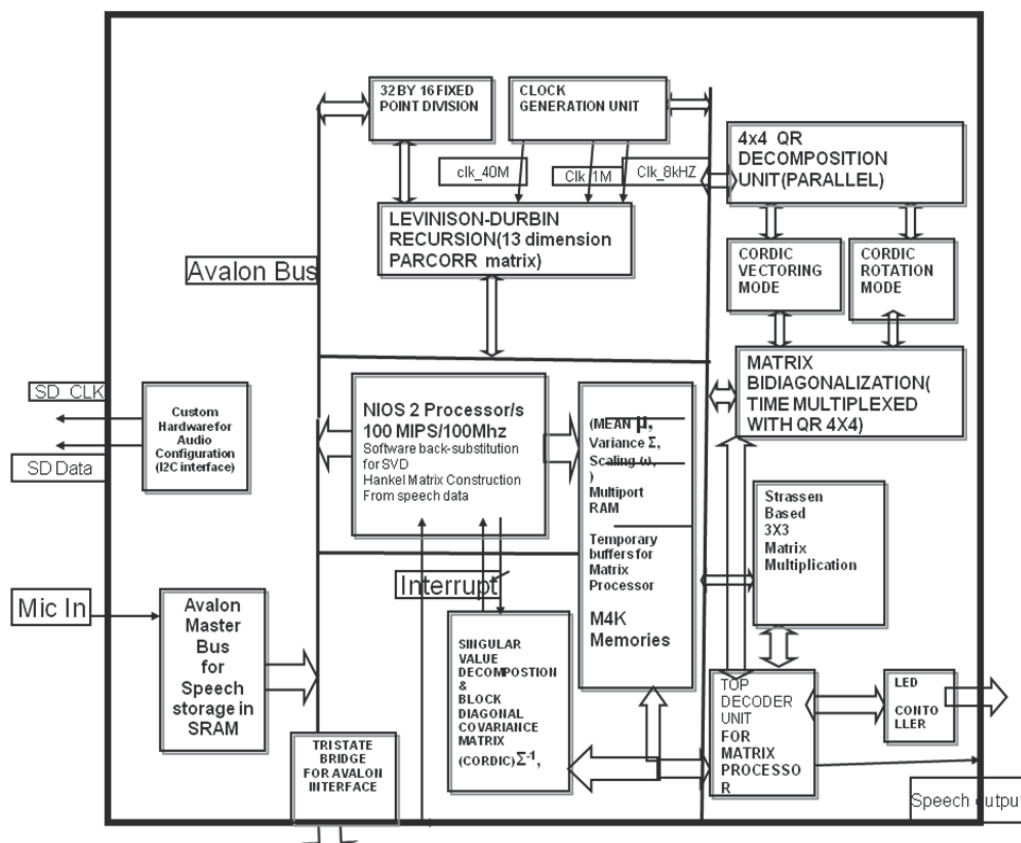 32 BY 16 FIXED
POINT DIVISION
CLOCK
GENERATION UNIT
clk_40M
Clk_1M
Clk_8kHZ
4x4 QR
DECOMPOSITION
UNIT(PARALLEL)
LEVINISON-DURBIN
RECURSION(13 dimension
PARCORR matrix)
Avalon Bus
CORDIC
VECTORING
MODE
CORDIC
ROTATION
MODE
MATRIX
BIDIAGONALIZATION(
TIME MULTIPLEXED
WITH QR 4X4)
SD_CLK
SD Data
Custom
Hardware for
Audio
Configuration
(I2C interface)
NIOS 2 Processor/s
100 MIPS/100Mhz
Software back-substitution
for SVD
Hankel Matrix Construction
From speech data
(MEAN μ,
Variance Σ,
Scaling ω,
)
Multiport
RAM
Temporary
buffers for
Matrix
Processor
M4K
Memories
Strassen
Based
3X3
Matrix
Multiplication
Interrupt
Mic In
Avalon
Master
Bus
for
Speech
storage in
SRAM
SINGULAR
VALUE
DECOMPOSTION
&
BLOCK
DIAGONAL
COVARIANCE
MATRIX
(CORDIC)Σ-1,
TOP
DECODER
UNIT
FOR
MATRIX
PROCESSO
R
LED
CONTO
LLER
TRISTATE
BRIDGE
FOR AVALON
INTERFACE
Speech output